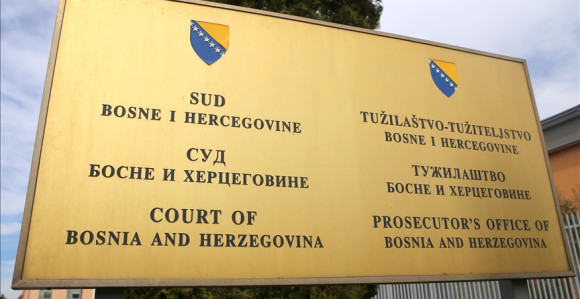 SUD
BOSNE I HERCEGOVINE
СУД
БОСНЕ И ХЕРЦЕГОВИНЕ
COURT OF
BOSNIA AND HERZEGOVINA
TUŽILAŠTVO-TUŽITELJSTVO
BOSNE I HERCEGOVINE
ТУЖИЛАШТВО
БОСНЕ И ХЕРЦЕГОВИНЕ
PROSECUTOR'S OFFICE OF
BOSNIA AND HERZEGOVINA